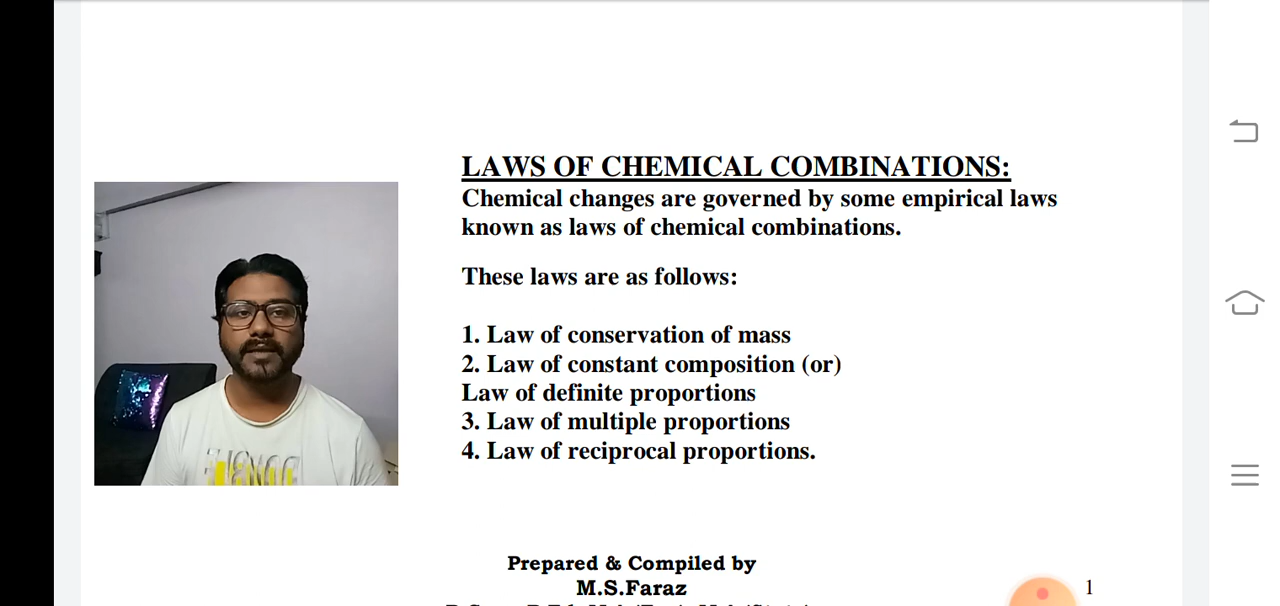 LAWS OF CHEMICAL COMBINATIONS:
Chemical changes are governed by some empirical laws
known as laws of chemical combinations.
These laws are as follows:
1. Law of conservation of mass
2. Law of constant composition (or)
Law of definite proportions
3. Law of multiple proportions
4. Law of reciprocal proportions.
Prepared & Compiled by
M.S.Faraz
1